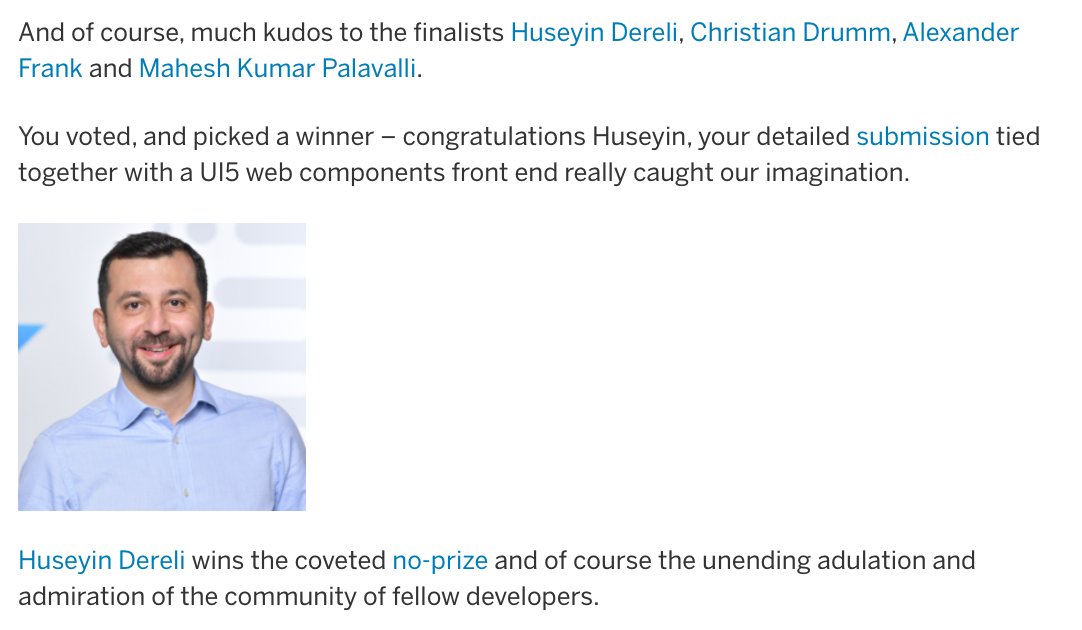 And of course, much kudos to the finalists Huseyin Dereli, Christian Drumm, Alexander
Frank and Mahesh Kumar Palavalli.
You voted, and picked a winner – congratulations Huseyin, your detailed submission tied
together with a UI5 web components front end really caught our imagination.
Huseyin Dereli wins the coveted no-prize and of course the unending adulation and
admiration of the community of fellow developers.